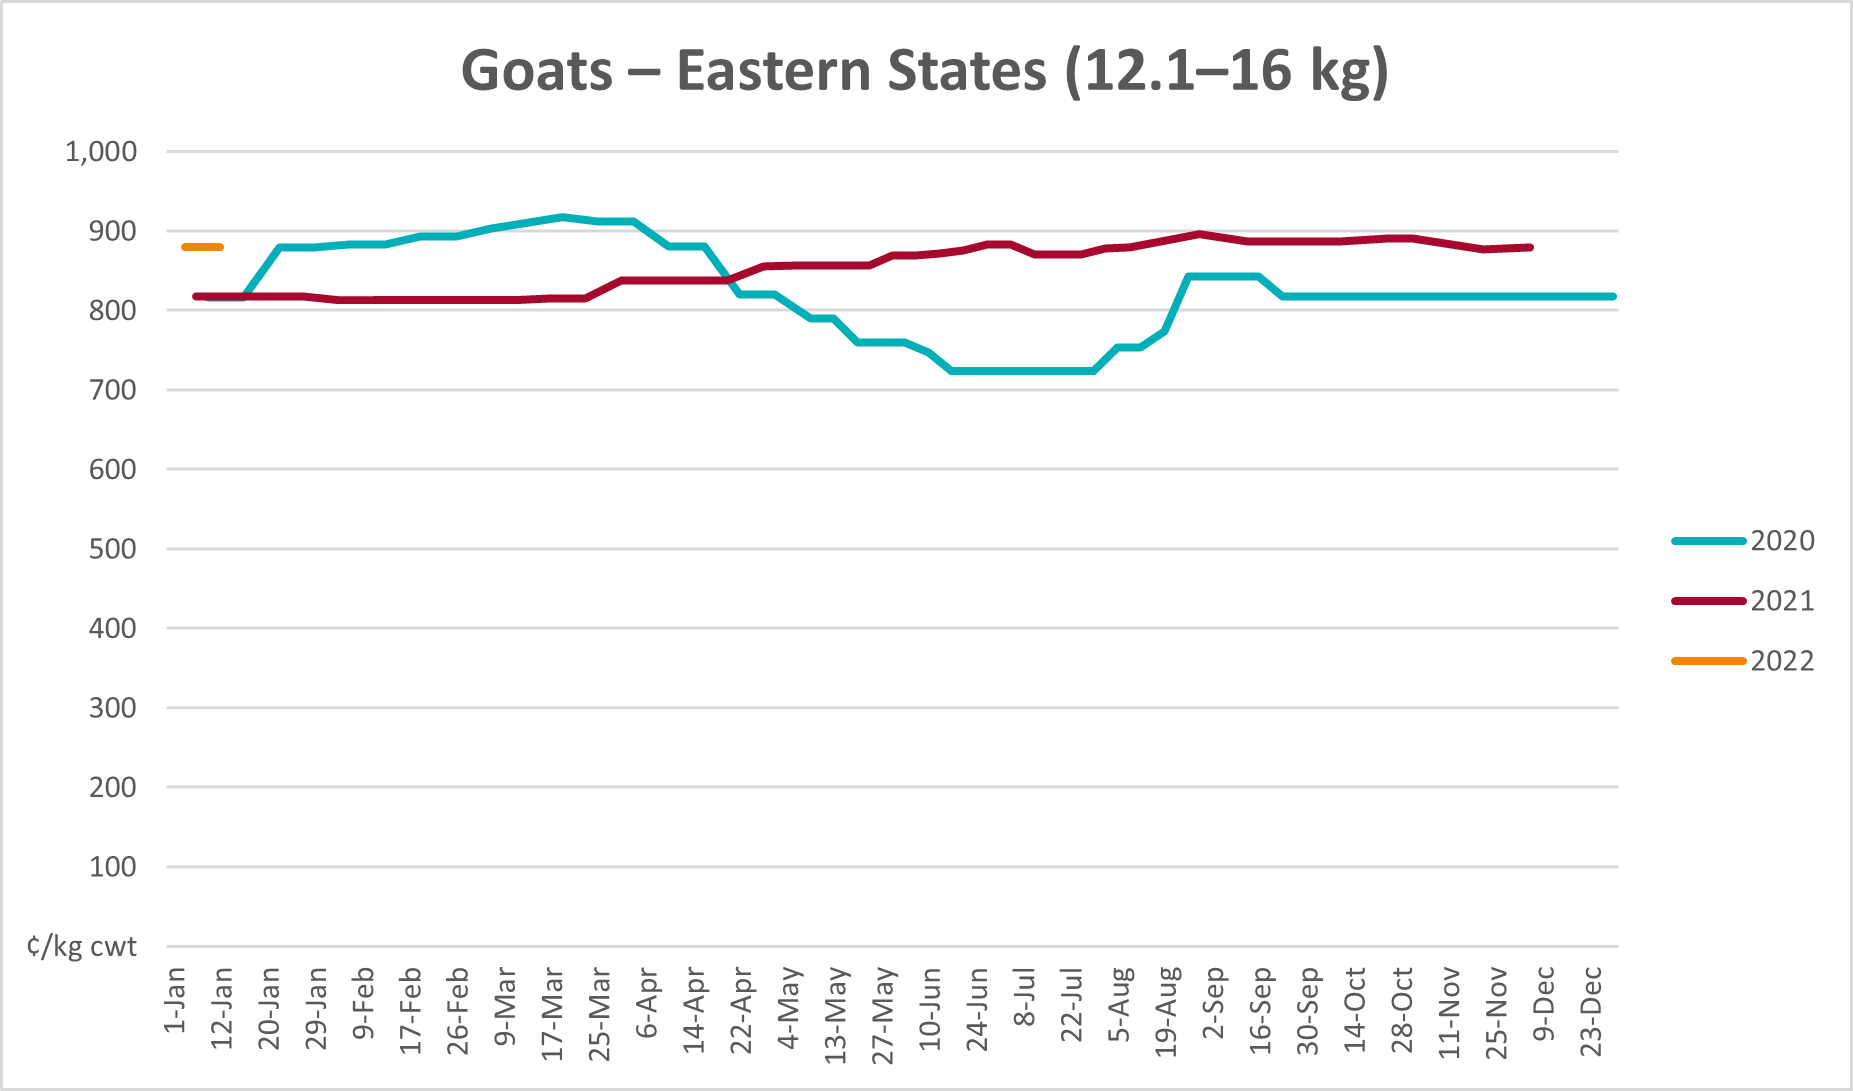 Goats – Eastern States (12.1–16 kg)
1,000
900
800
700
600
500
400
300
200
100
¢/kg cwt
1-Jan
12-Jan
20-Jan
29-Jan
9-Feb
17-Feb
26-Feb
9-Mar
17-Mar
25-Mar
6-Apr
14-Apr
22-Apr
4-May
13-May
27-May
10-Jun
24-Jun
8-Jul
22-Jul
5-Aug
19-Aug
2-Sep
16-Sep
30-Sep
14-Oct
28-Oct
11-Nov
25-Nov
9-Dec
23-Dec
2020
2021
2022